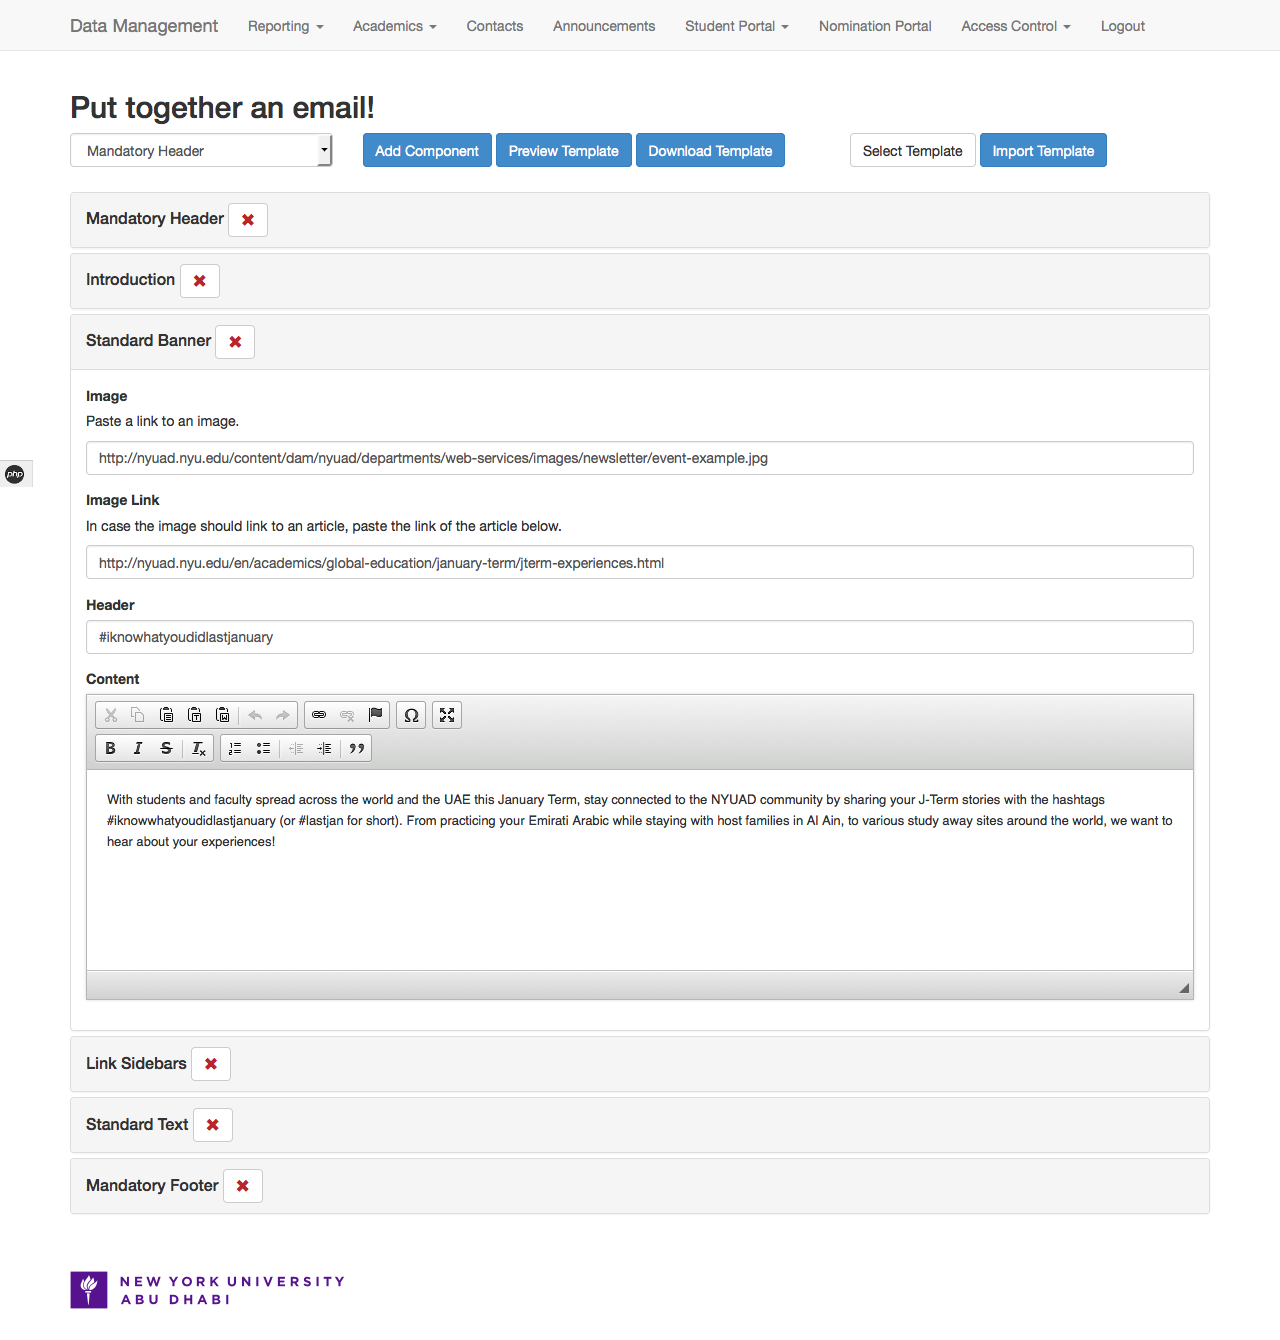 Data Management Reporting Academics Contacts Announcements Student Portal Nomination Portal Access Control Logout
Put together an email!
Mandatory Header Add Component Preview Template Download Template Select Template Import Template
Mandatory Header
Introduction
Standard Banner
Image
Paste a link to an image.
http://nyuad.nyu.edu/content/dam/nyuad/departments/web-services/images/newsletter/event-example.jpg
php
Image Link
In case the image should link to an article, paste the link of the article below.
http://nyuad.nyu.edu/en/academics/global-education/january-term/jterm-experiences.html
Header
#iknowhatyoudidlastjanuary
Content
Ω
B I S Tx
With students and faculty spread across the world and the UAE this January Term, stay connected to the NYUAD community by sharing your J-Term stories with the hashtags
#iknowwhatyoudidlastjanuary (or #lastjan for short). From practicing your Emirati Arabic while staying with host families in Al Ain, to various study away sites around the world, we want to
hear about your experiences!
Link Sidebars
Standard Text
Mandatory Footer
NEW YORK UNIVERSITY
ABU DHABI